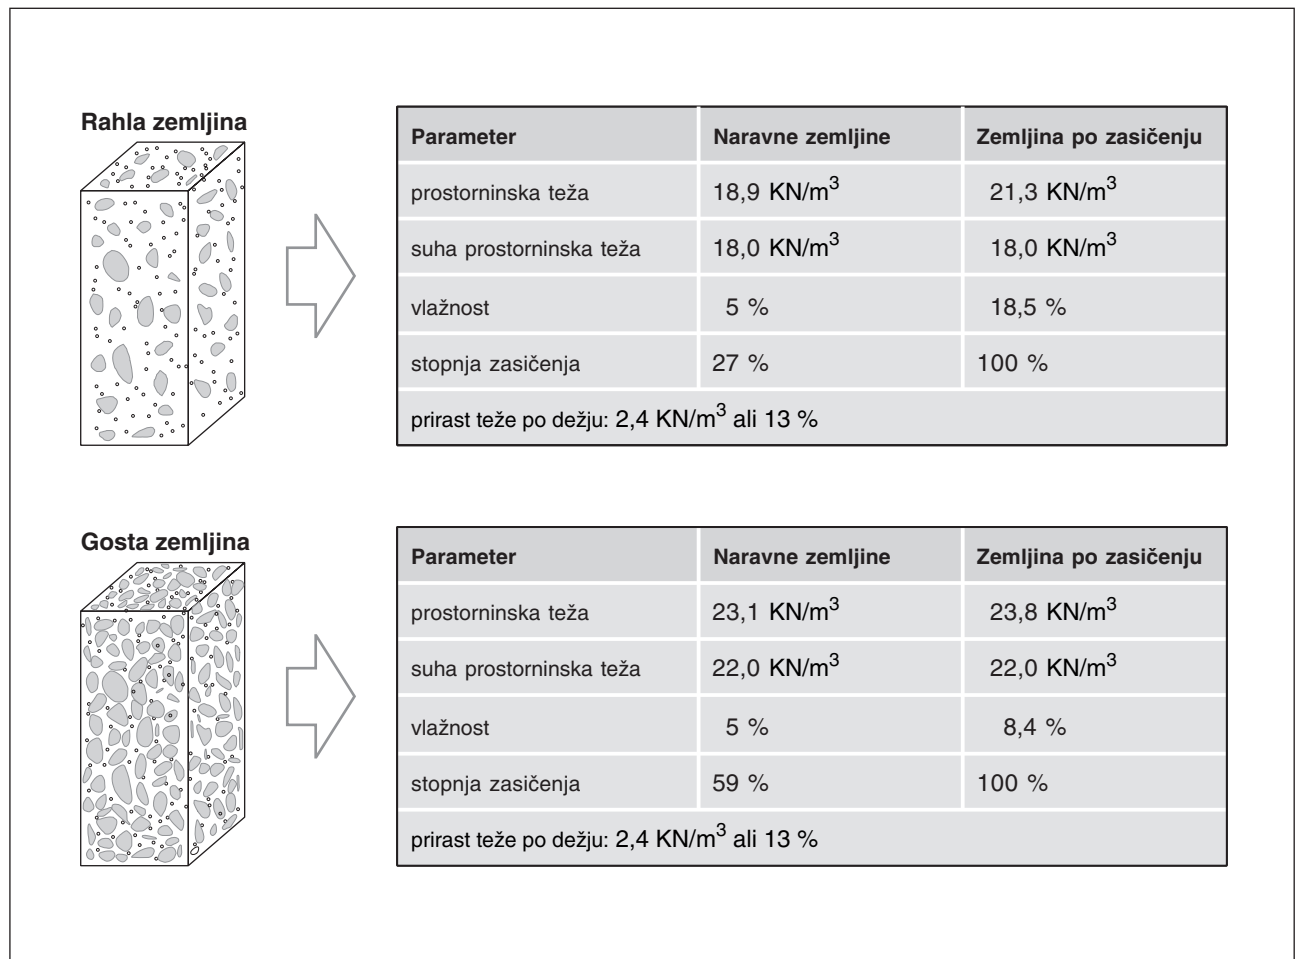 Rahla zemljina
Parameter Naravne zemljine Zemljina po zasičenju
prostorninska teža 18,9 KN/m³ 21,3 KN/m³
suha prostorninska teža 18,0 KN/m³ 18,0 KN/m³
vlažnost 5 % 18,5 %
stopnja zasičenja 27 % 100 %
prirast teže po dežju: 2,4 KN/m³ ali 13 %
Gosta zemljina
Parameter Naravne zemljine Zemljina po zasičenju
prostorninska teža 23,1 KN/m³ 23,8 KN/m³
suha prostorninska teža 22,0 KN/m³ 22,0 KN/m³
vlažnost 5 % 8,4 %
stopnja zasičenja 59 % 100 %
prirast teže po dežju: 2,4 KN/m³ ali 13 %